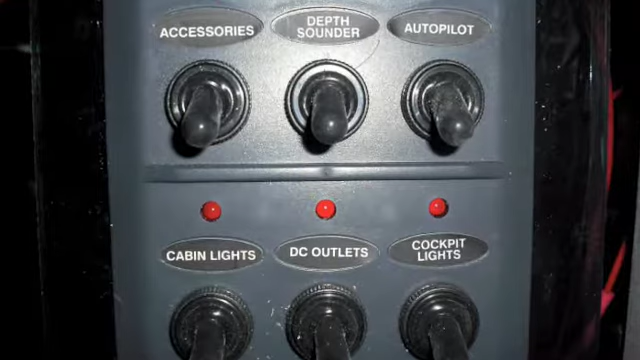 ACCESSORIES
DEPTH
SOUNDER
AUTOPILOT
CABIN LIGHTS
DC OUTLETS
COCKPIT
LIGHTS